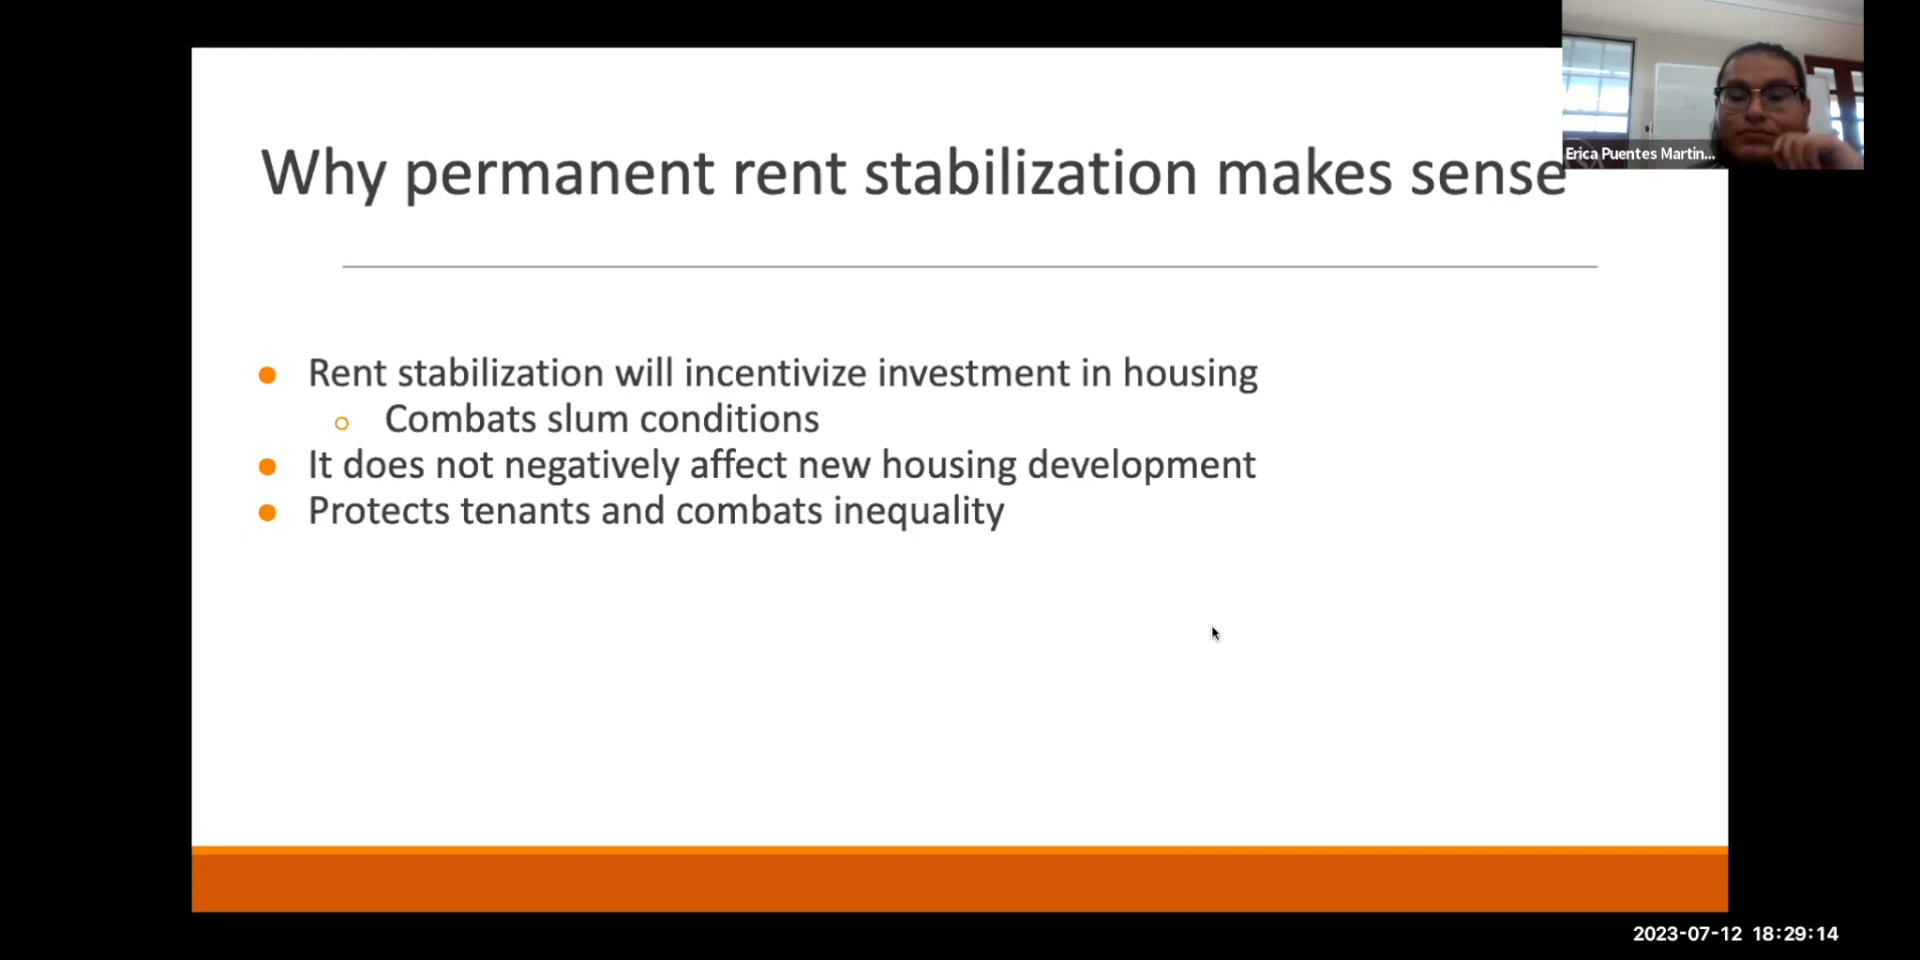 Why permanent rent stabilization makes sense
Erica Puentes Martin...
Rent stabilization will incentivize investment in housing
Combats slum conditions
It does not negatively affect new housing development
Protects tenants and combats inequality
2023-07-12 18:29:14